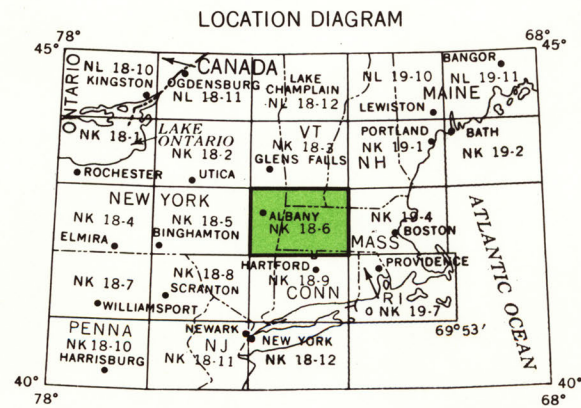 LOCATION DIAGRAM
78°
68°
45°
45°
ONTARIO
NL 18-10
KINGSTON
CANADA
OGDENSBURG
NL 18-11
LAKE
CHAMPLAIN
NL 18-12
NL 19-10
LEWISTON
BANGOR
NL 19-11
MAINE
NK 18-1
LAKE
ONTARIO
NK 18-2
VT
NK 18-3
GLENS FALLS
NH
PORTLAND
NK 19-1
BATH
NK 19-2
ROCHESTER
UTICA
NEW YORK
NK 18-4
ELMIRA
NK 18-5
BINGHAMTON
ALBANY
NK 18-6
NK 19-4
BOSTON
MASS
ATLANTIC OCEAN
NK 18-7
WILLIAMSPORT
NK 18-8
SCRANTON
HARTFORD
NK 18-9
CONN
PROVIDENCE
RI
NK 19-7
69°53'
PENNA
NK 18-10
HARRISBURG
NEWARK
NJ
NK 18-11
NEW YORK
NK 18-12
40°
40°
78°
68°